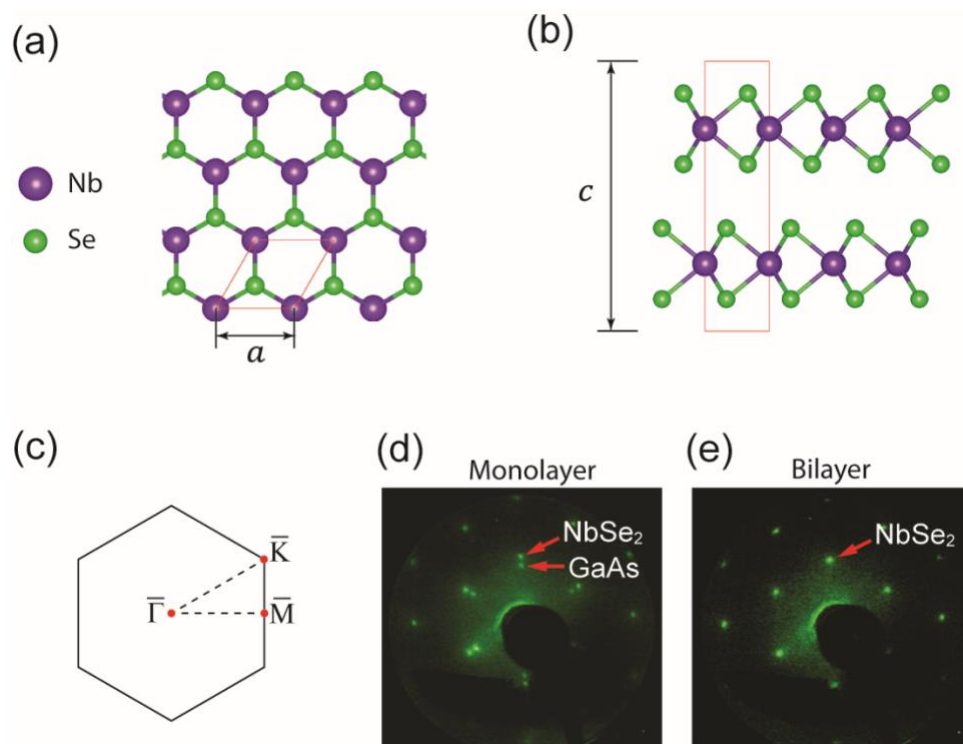 (a)
(b)
Nb
Se
a
c
(c)
K̅
Γ̅
M̅
(d)
Monolayer
NbSe₂
GaAs
(e)
Bilayer
NbSe₂